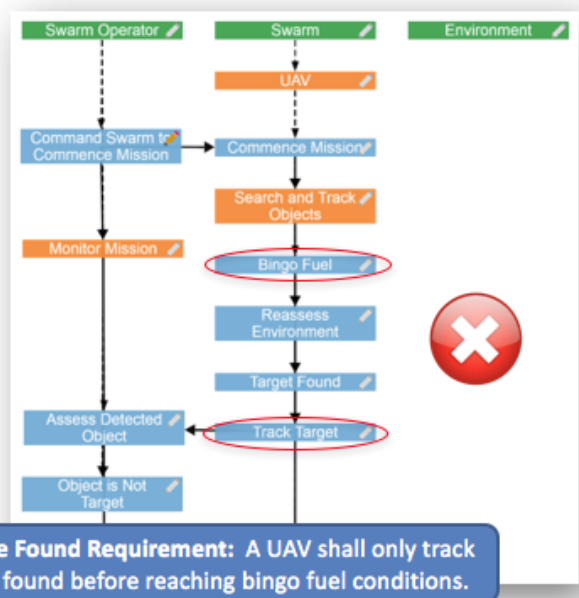 Swarm Operator
Swarm
Environment
UAV
Command Swarm to
Commence Mission
Commence Mission
Search and Track
Objects
Monitor Mission
Bingo Fuel
Reassess
Environment
Target Found
Assess Detected
Object
Track Target
Object is Not
Target
e Found Requirement: A UAV shall only track
found before reaching bingo fuel conditions.